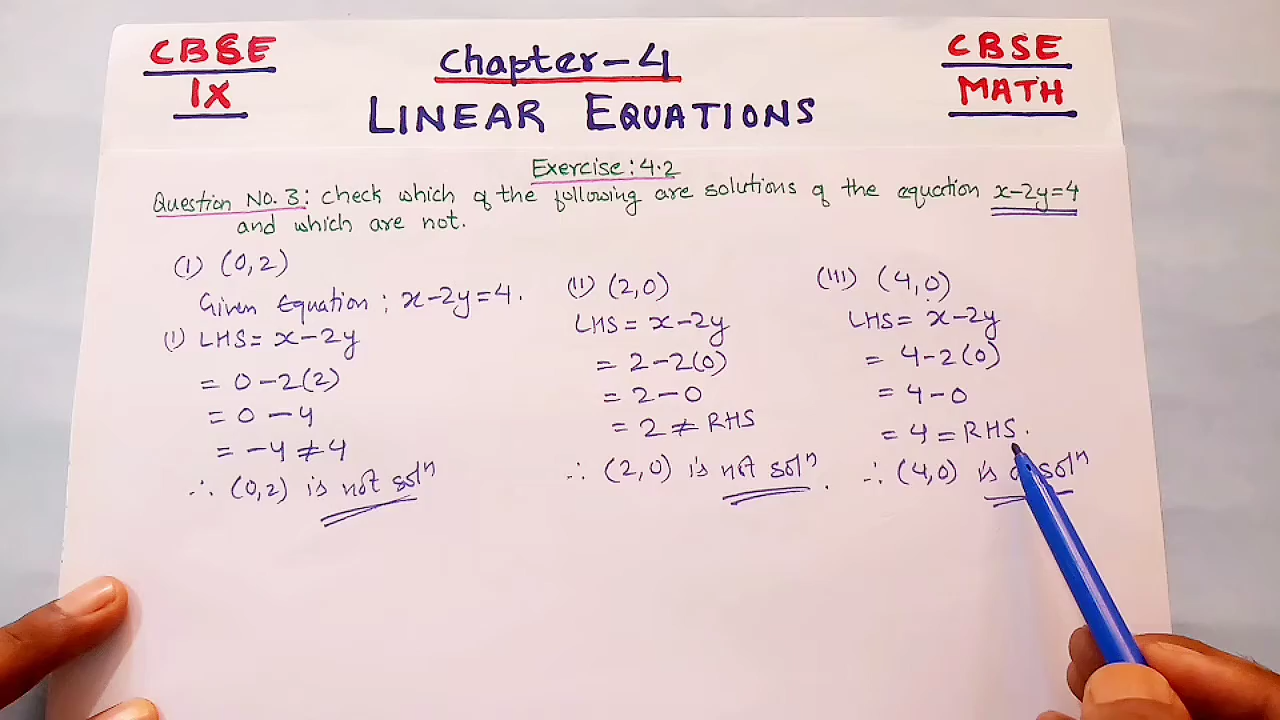 CBSE
IX
Chapter-4
LINEAR EQUATIONS
CBSE
MATH
Exercise: 4.2
Question No. 3: check which of the following are solutions of the equation x-2y=4
and which are not.
(I) (0,2)
Given Equation: x-2y=4.
(I) LHS = x-2y
= 0-2(2)
= 0-4
= -4≠4
∴ (0,2) is not solⁿ
(II) (2,0)
LHS = x-2y
= 2-2(0)
= 2-0
= 2 ≠ RHS
∴ (2,0) is not solⁿ.
(III) (4,0)
LHS = x-2y
= 4-2(0)
= 4-0
= 4 = RHS.
∴ (4,0) is solⁿ